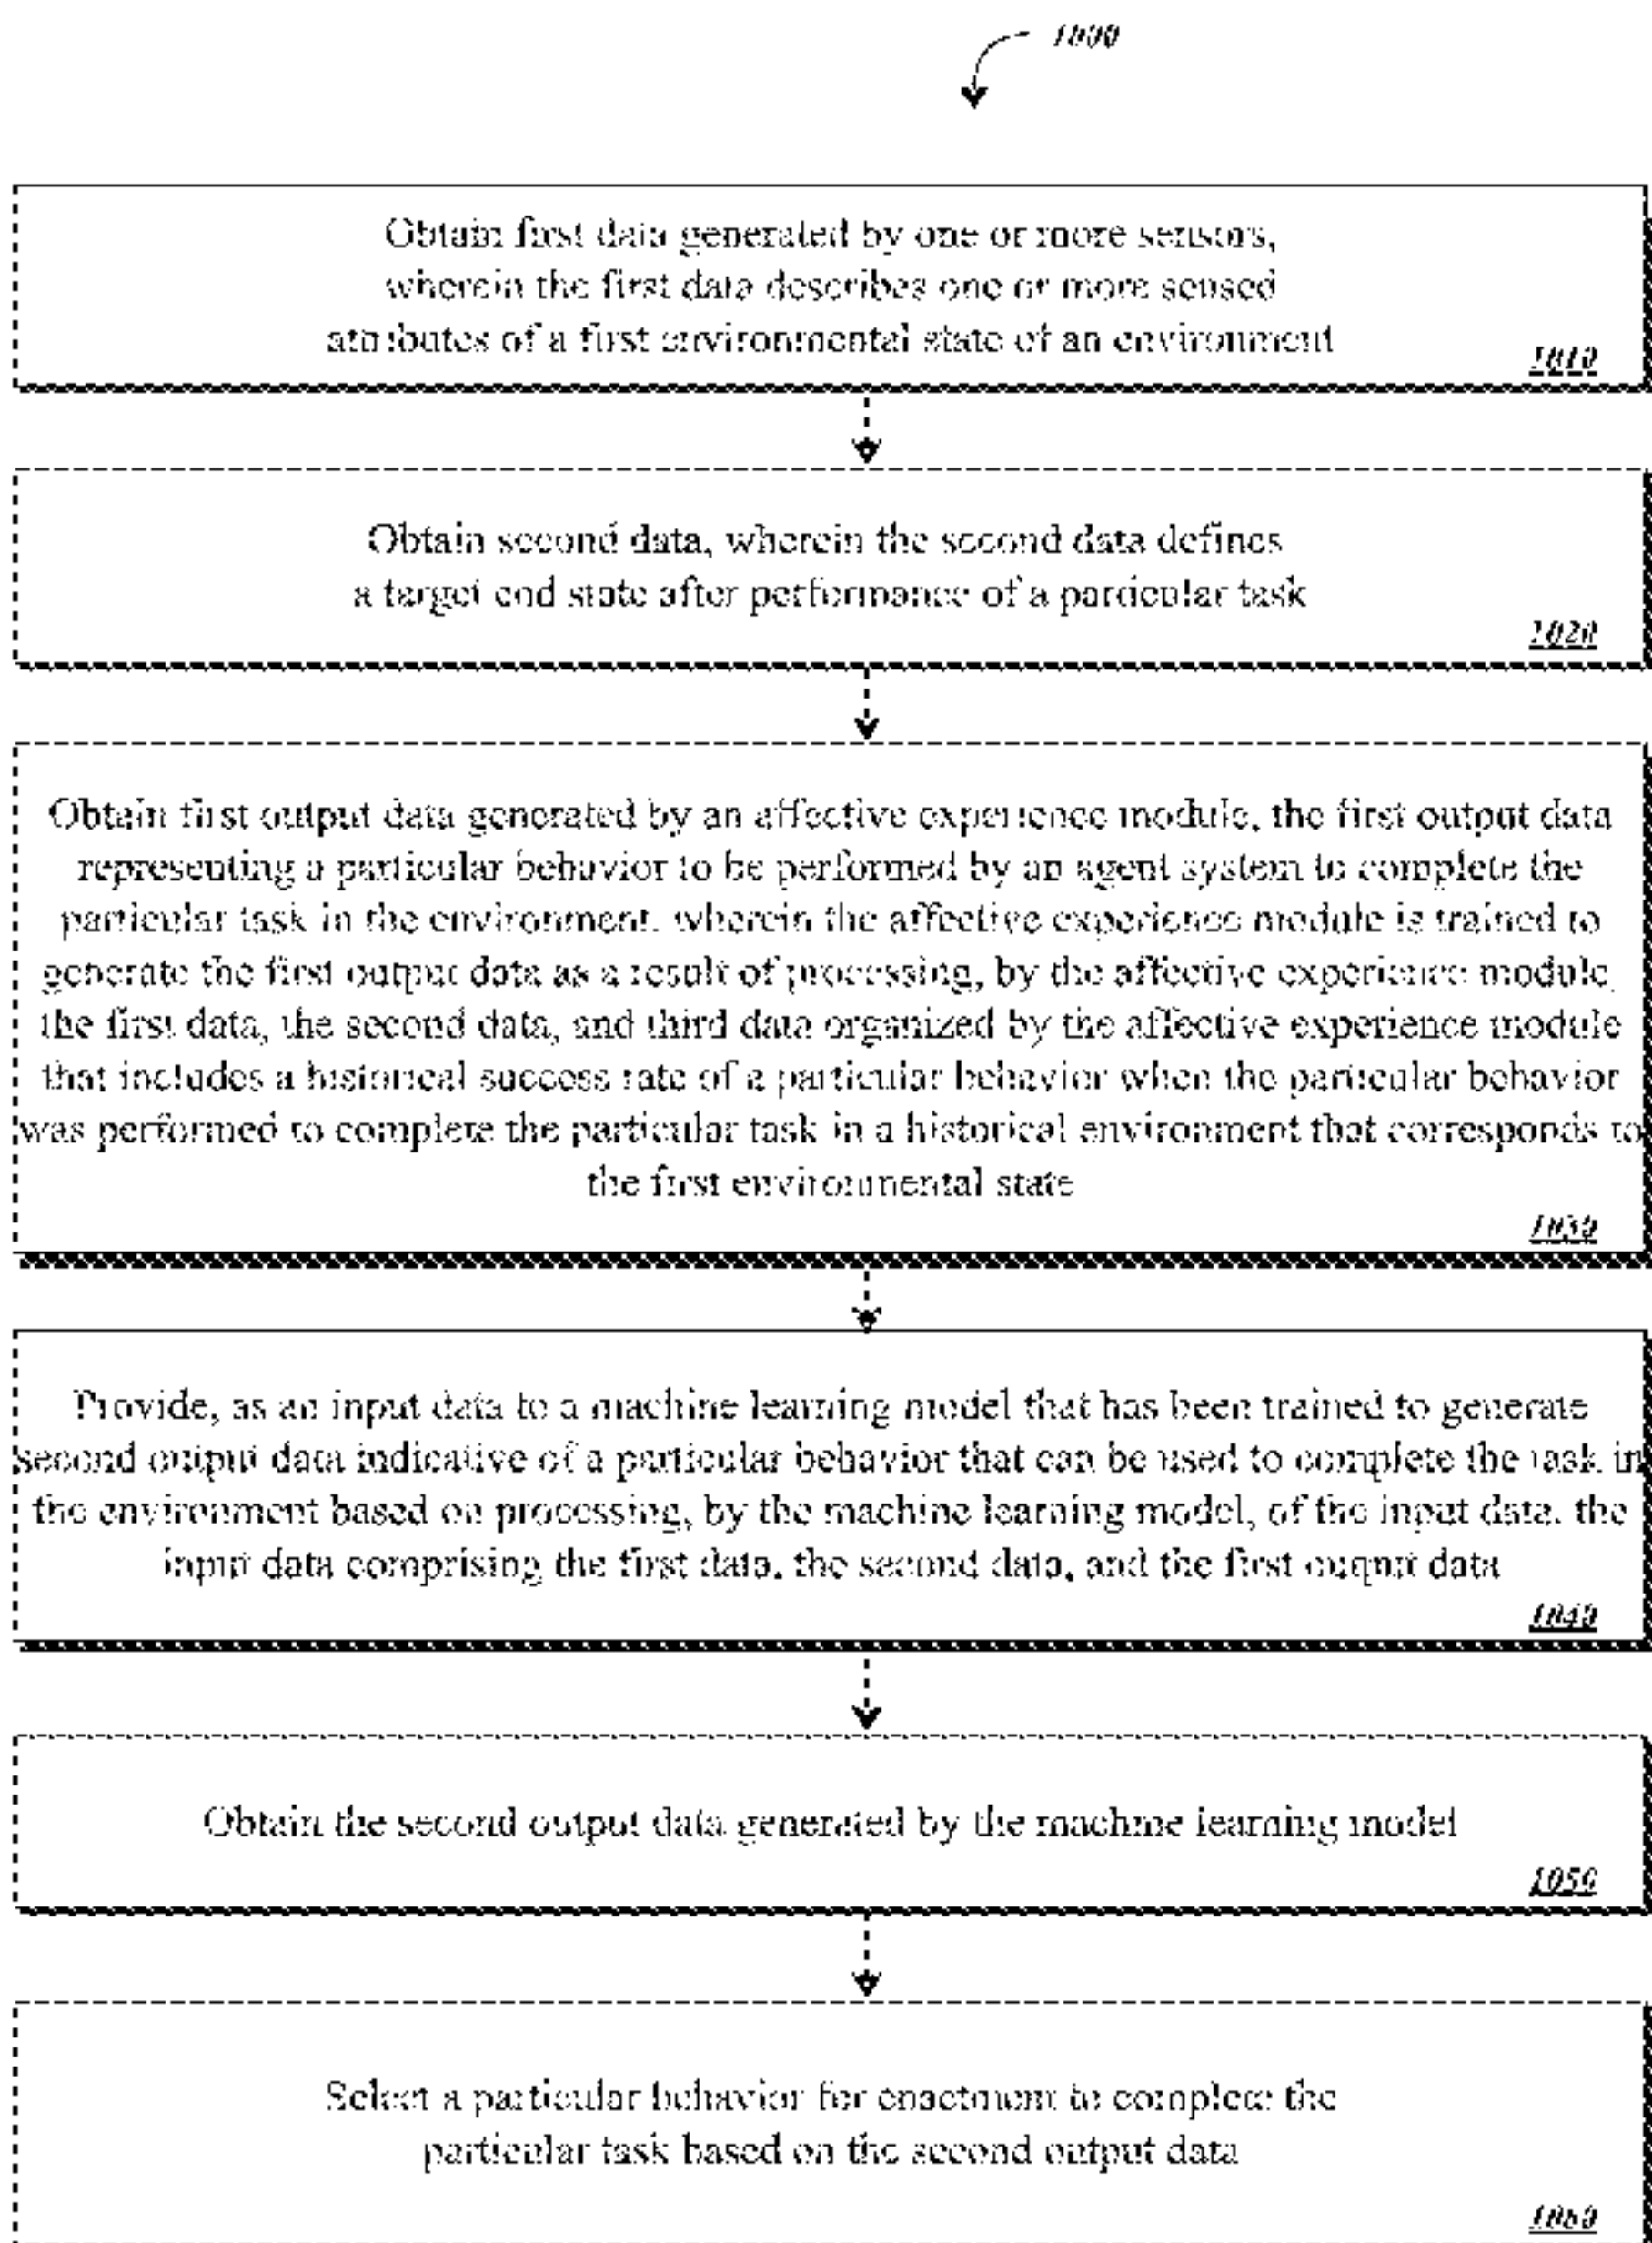 1000
Obtain first data generated by one or more sensors,
wherein the first data describes one or more sensed
attributes of a first environmental state of an environment
1010
Obtain second data, wherein the second data defines
a target end state after performance of a particular task
1020
Obtain first output data generated by an affective experience module, the first output data
representing a particular behavior to be performed by an agent system to complete the
particular task in the environment, wherein the affective experience module is trained to
generate the first output data as a result of processing, by the affective experience module,
the first data, the second data, and third data organized by the affective experience module
that includes a historical success rate of a particular behavior when the particular behavior
was performed to complete the particular task in a historical environment that corresponds to
the first environmental state
1030
Provide, as an input data to a machine learning model that has been trained to generate
second output data indicative of a particular behavior that can be used to complete the task in
the environment based on processing, by the machine learning model, of the input data, the
input data comprising the first data, the second data, and the first output data
1040
Obtain the second output data generated by the machine learning model
1050
Select a particular behavior for enactment to complete the
particular task based on the second output data
1060